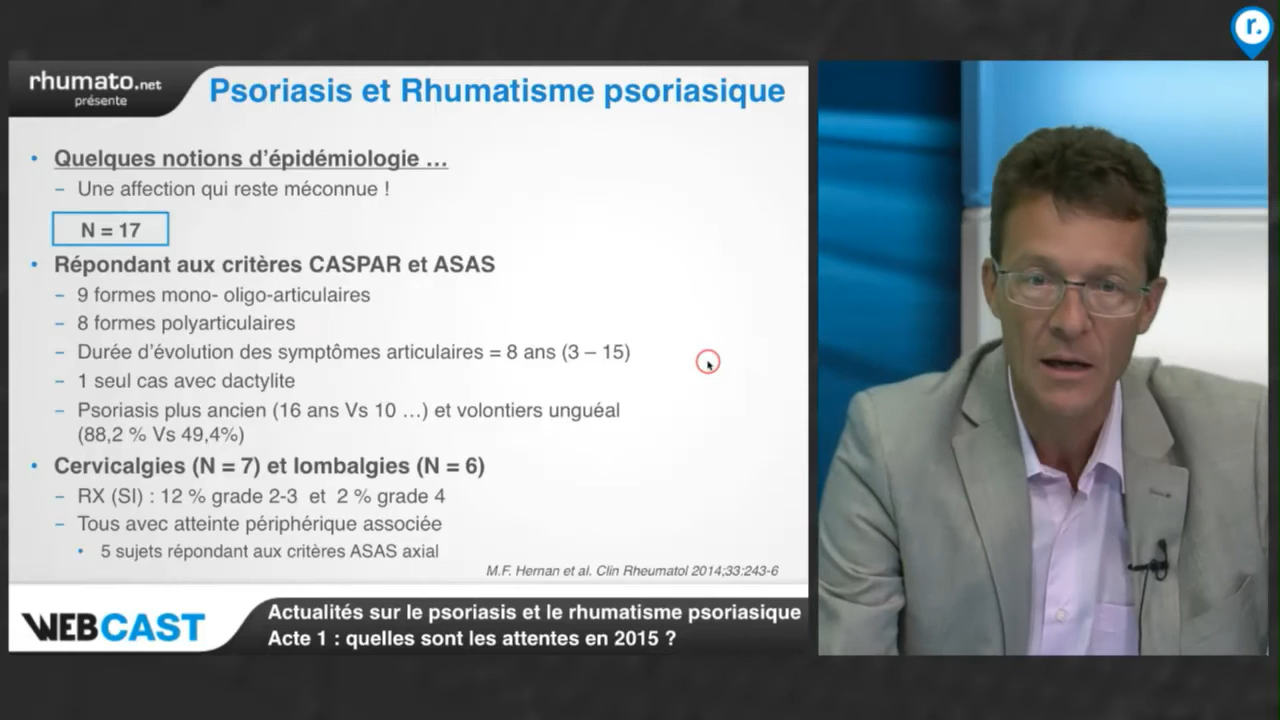 r.
rhumato.net
présente
Psoriasis et Rhumatisme psoriasique
• Quelques notions d'épidémiologie …
– Une affection qui reste méconnue !
N = 17
• Répondant aux critères CASPAR et ASAS
– 9 formes mono- oligo-articulaires
– 8 formes polyarticulaires
– Durée d'évolution des symptômes articulaires = 8 ans (3 – 15)
– 1 seul cas avec dactylite
– Psoriasis plus ancien (16 ans Vs 10 …) et volontiers unguéal
(88,2 % Vs 49,4%)
• Cervicalgies (N = 7) et lombalgies (N = 6)
– RX (SI) : 12 % grade 2-3 et 2 % grade 4
– Tous avec atteinte périphérique associée
• 5 sujets répondant aux critères ASAS axial
M.F. Hernan et al. Clin Rheumatol 2014;33:243-6
WEBCAST
Actualités sur le psoriasis et le rhumatisme psoriasique
Acte 1 : quelles sont les attentes en 2015 ?